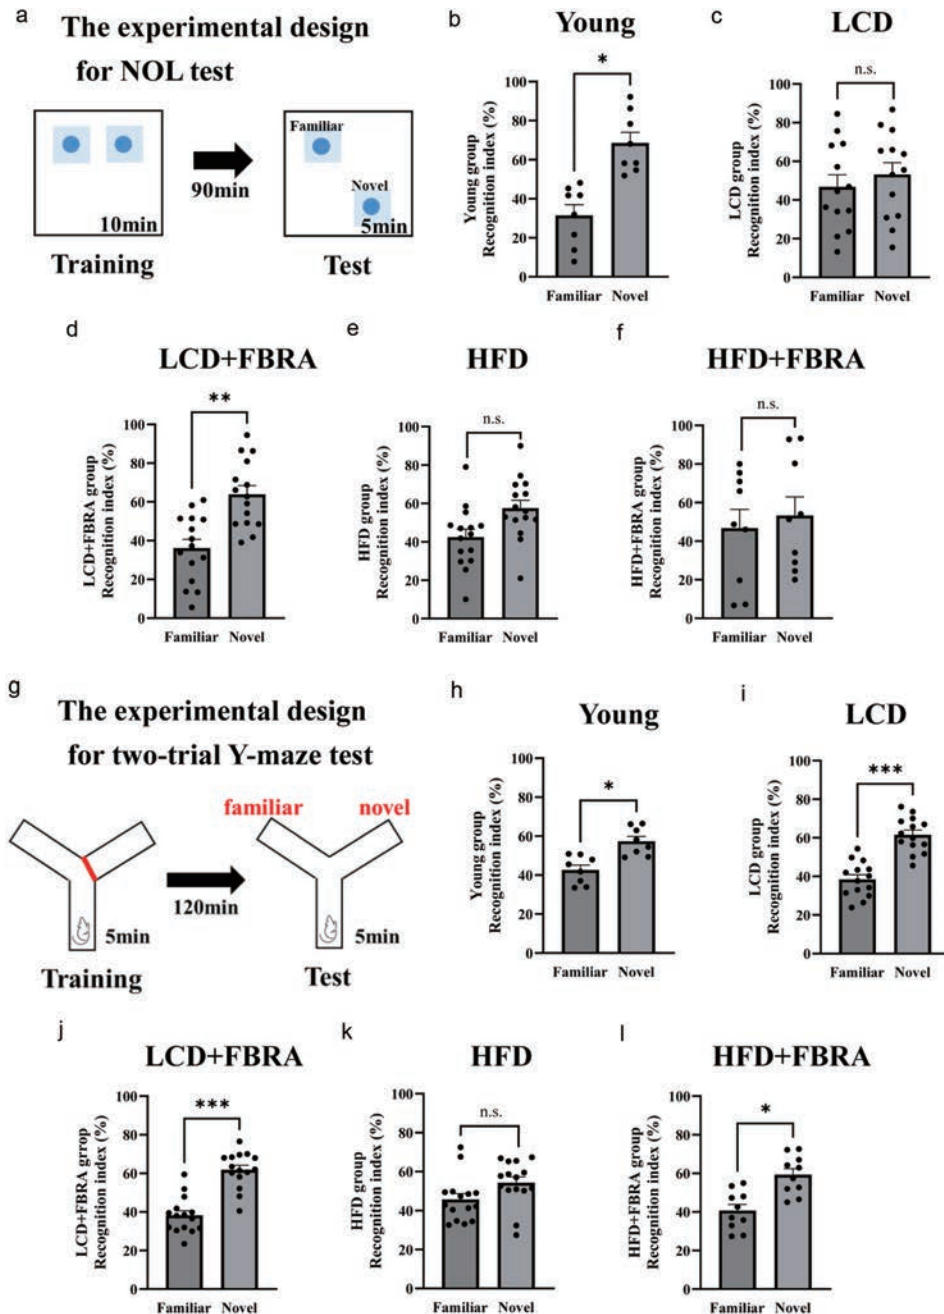 a
The experimental design
for NOL test
Familiar
Novel
90min
10min
5min
Training
Test
b
Young
*
Young group
Recognition index (%)
100
80
60
40
20
0
Familiar Novel
c
LCD
n.s.
LCD group
Recognition index (%)
100
80
60
40
20
0
Familiar Novel
d
LCD+FBRA
**
LCD+FBRA group
Recognition index (%)
100
80
60
40
20
0
Familiar Novel
e
HFD
n.s.
HFD group
Recognition index (%)
100
80
60
40
20
0
Familiar Novel
f
HFD+FBRA
n.s.
HFD+FBRA group
Recognition index (%)
100
80
60
40
20
0
Familiar Novel
g
The experimental design
for two-trial Y-maze test
familiar novel
120min
5min
5min
Training
Test
h
Young
*
Young group
Recognition index (%)
100
80
60
40
20
0
Familiar Novel
i
LCD
***
LCD group
Recognition index (%)
100
80
60
40
20
0
Familiar Novel
j
LCD+FBRA
***
LCD+FBRA grrop
Recognition index (%)
100
80
60
40
20
0
Familiar Novel
k
HFD
n.s.
HFD group
Recognition index (%)
100
80
60
40
20
0
Familiar Novel
l
HFD+FBRA
*
HFD+FBRA group
Recognition index (%)
100
80
60
40
20
0
Familiar Novel